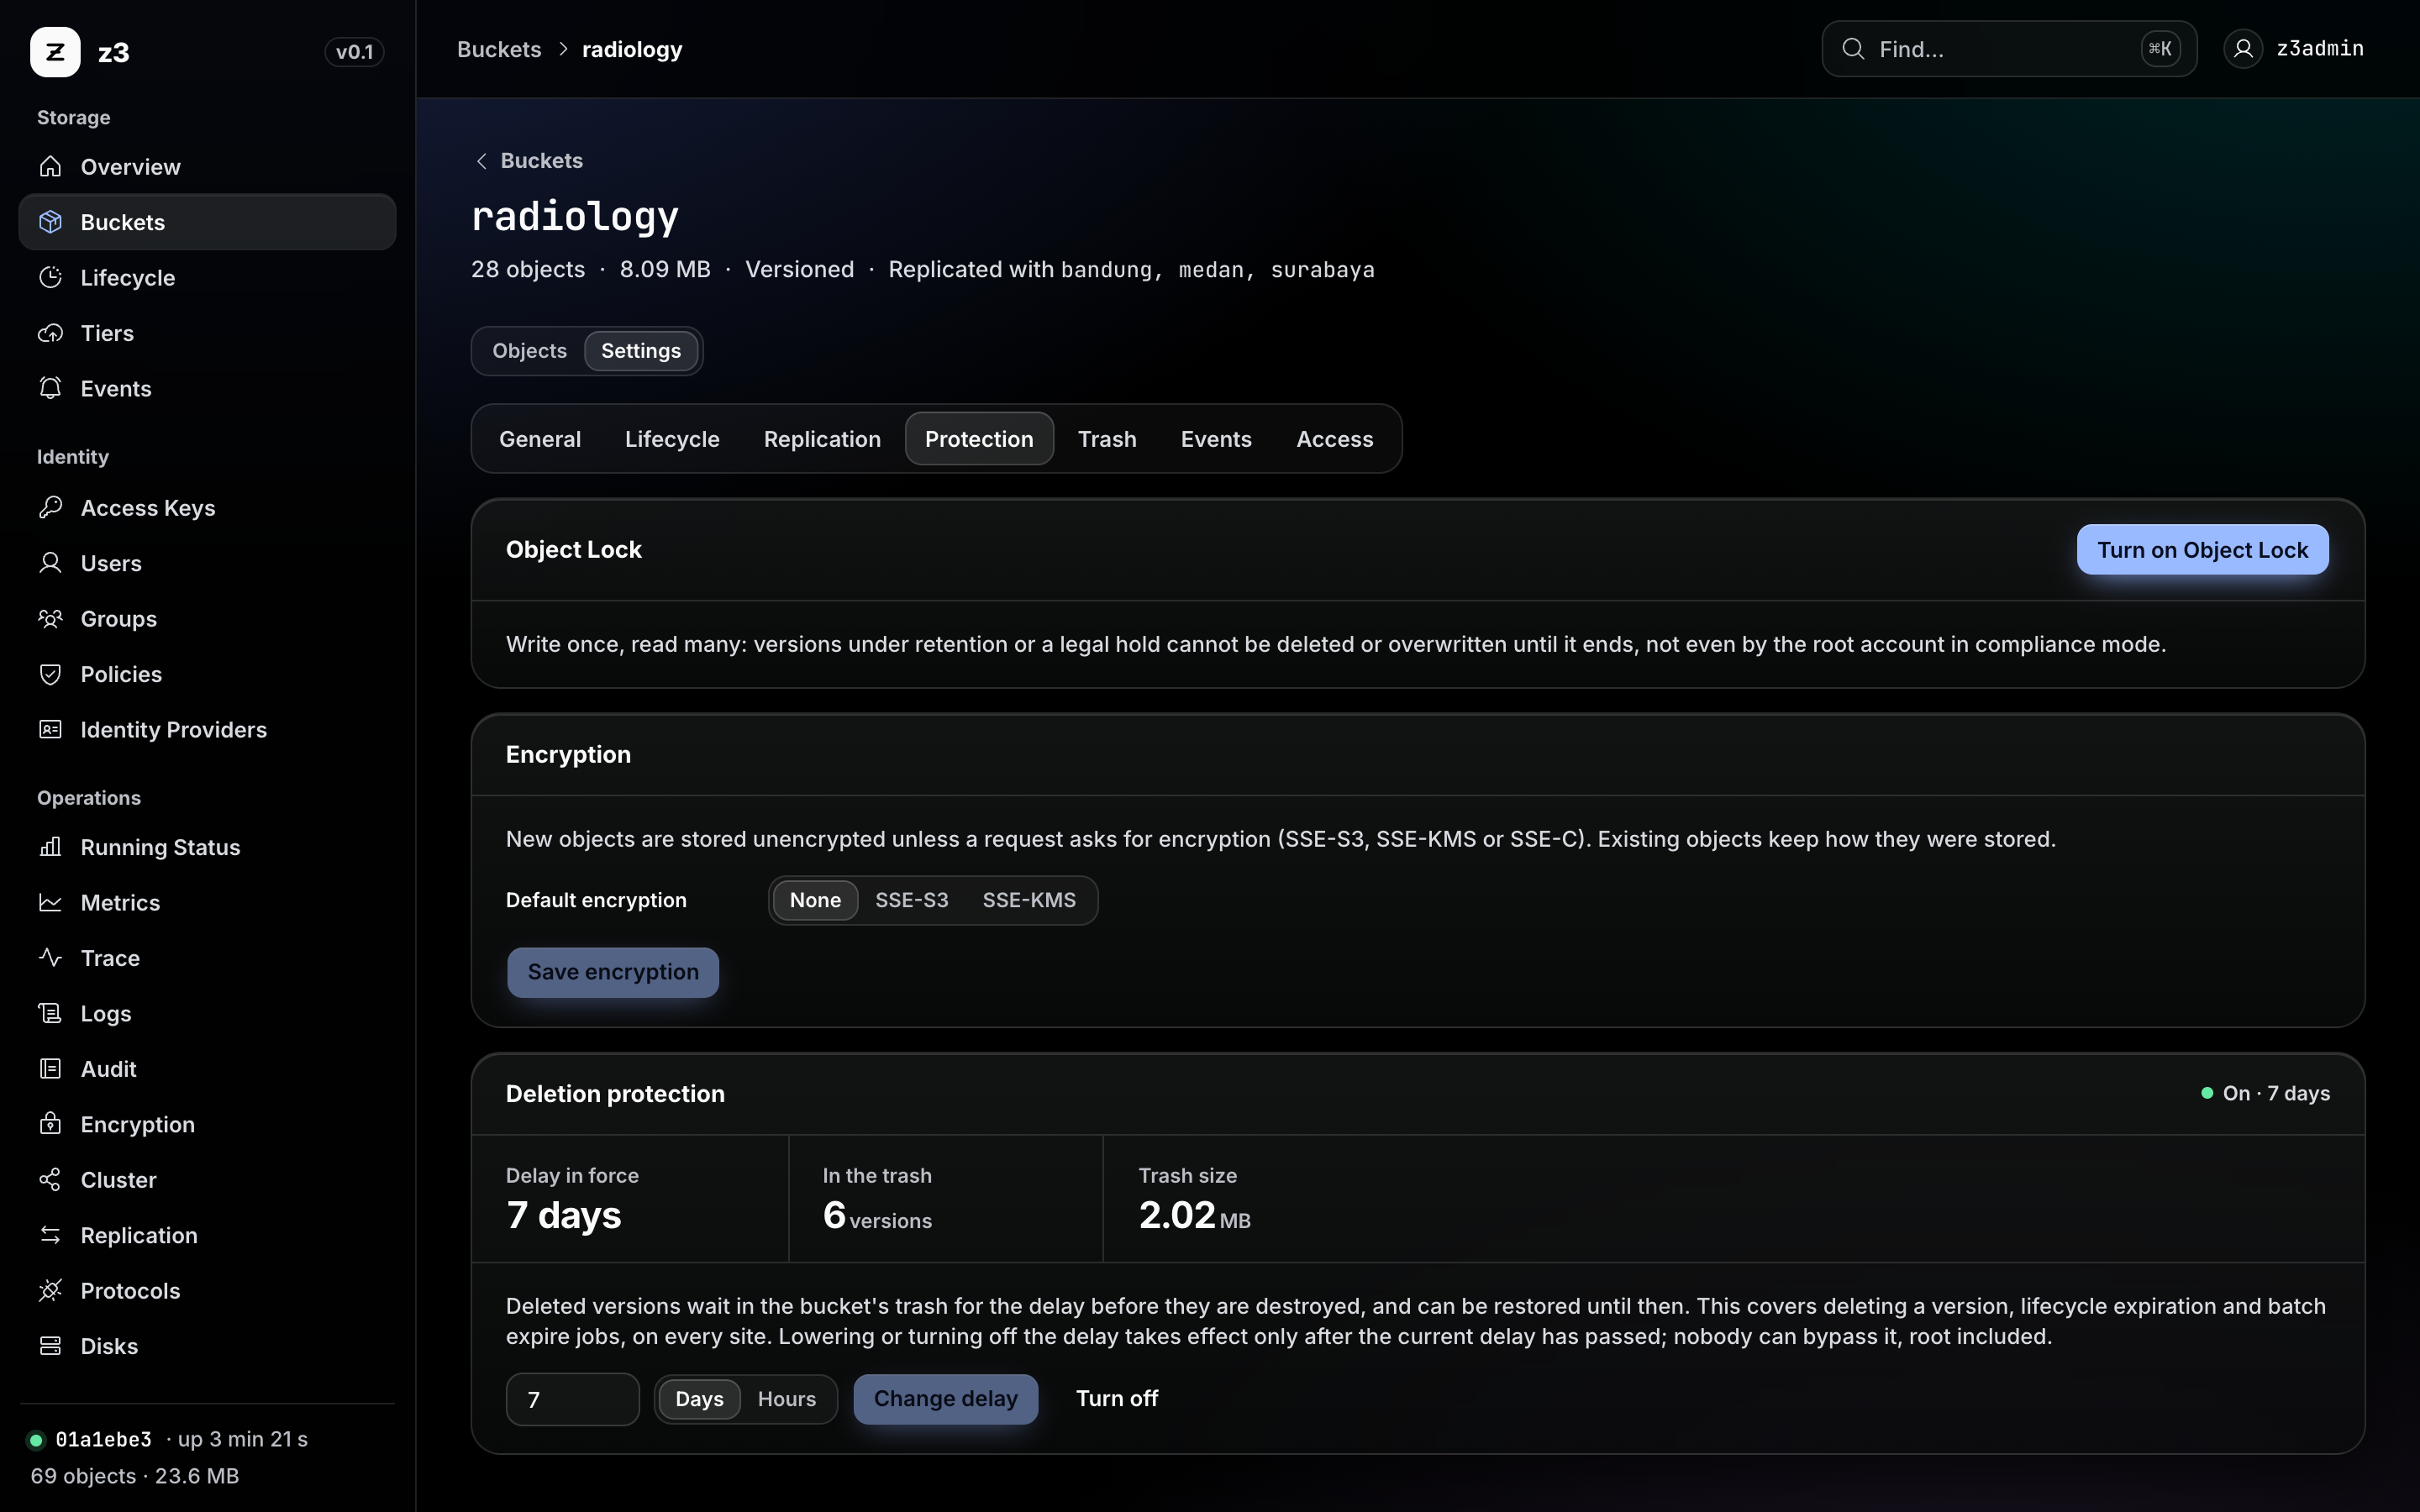 z3
v0.1
Storage
Overview
Buckets
Lifecycle
Tiers
Events
Identity
Access Keys
Users
Groups
Policies
Identity Providers
Operations
Running Status
Metrics
Trace
Logs
Audit
Encryption
Cluster
Replication
Protocols
Disks
01a1ebe3 · up 3 min 21 s
69 objects · 23.6 MB
Buckets radiology
Find... ⌘K
z3admin
Buckets
radiology
28 objects · 8.09 MB · Versioned · Replicated with bandung, medan, surabaya
Objects Settings
General Lifecycle Replication Protection Trash Events Access
Object Lock
Turn on Object Lock
Write once, read many: versions under retention or a legal hold cannot be deleted or overwritten until it ends, not even by the root account in compliance mode.
Encryption
New objects are stored unencrypted unless a request asks for encryption (SSE-S3, SSE-KMS or SSE-C). Existing objects keep how they were stored.
Default encryption None SSE-S3 SSE-KMS
Save encryption
Deletion protection
On · 7 days
Delay in force
7 days
In the trash
6 versions
Trash size
2.02 MB
Deleted versions wait in the bucket's trash for the delay before they are destroyed, and can be restored until then. This covers deleting a version, lifecycle expiration and batch
expire jobs, on every site. Lowering or turning off the delay takes effect only after the current delay has passed; nobody can bypass it, root included.
7 Days Hours Change delay Turn off